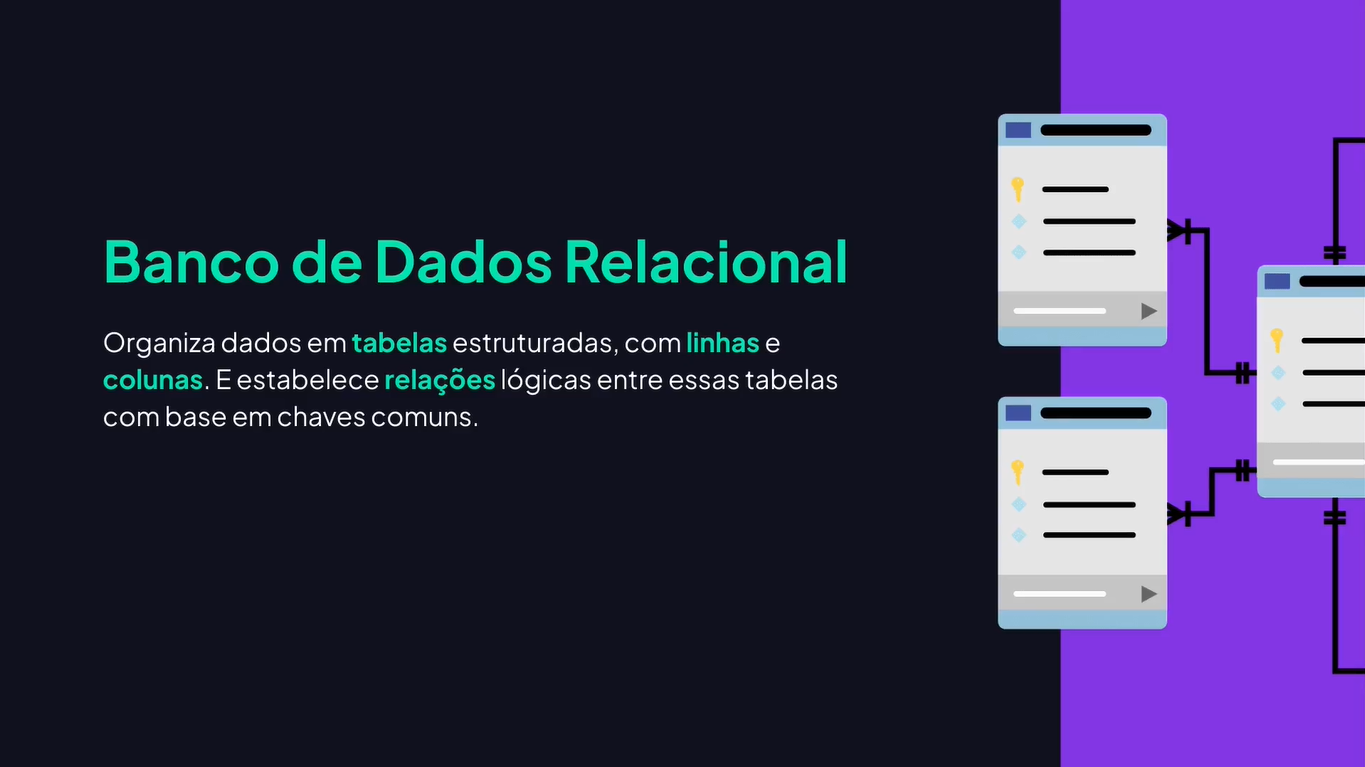 Banco de Dados Relacional
Organiza dados em tabelas estruturadas, com linhas e
colunas. E estabelece relações lógicas entre essas tabelas
com base em chaves comuns.